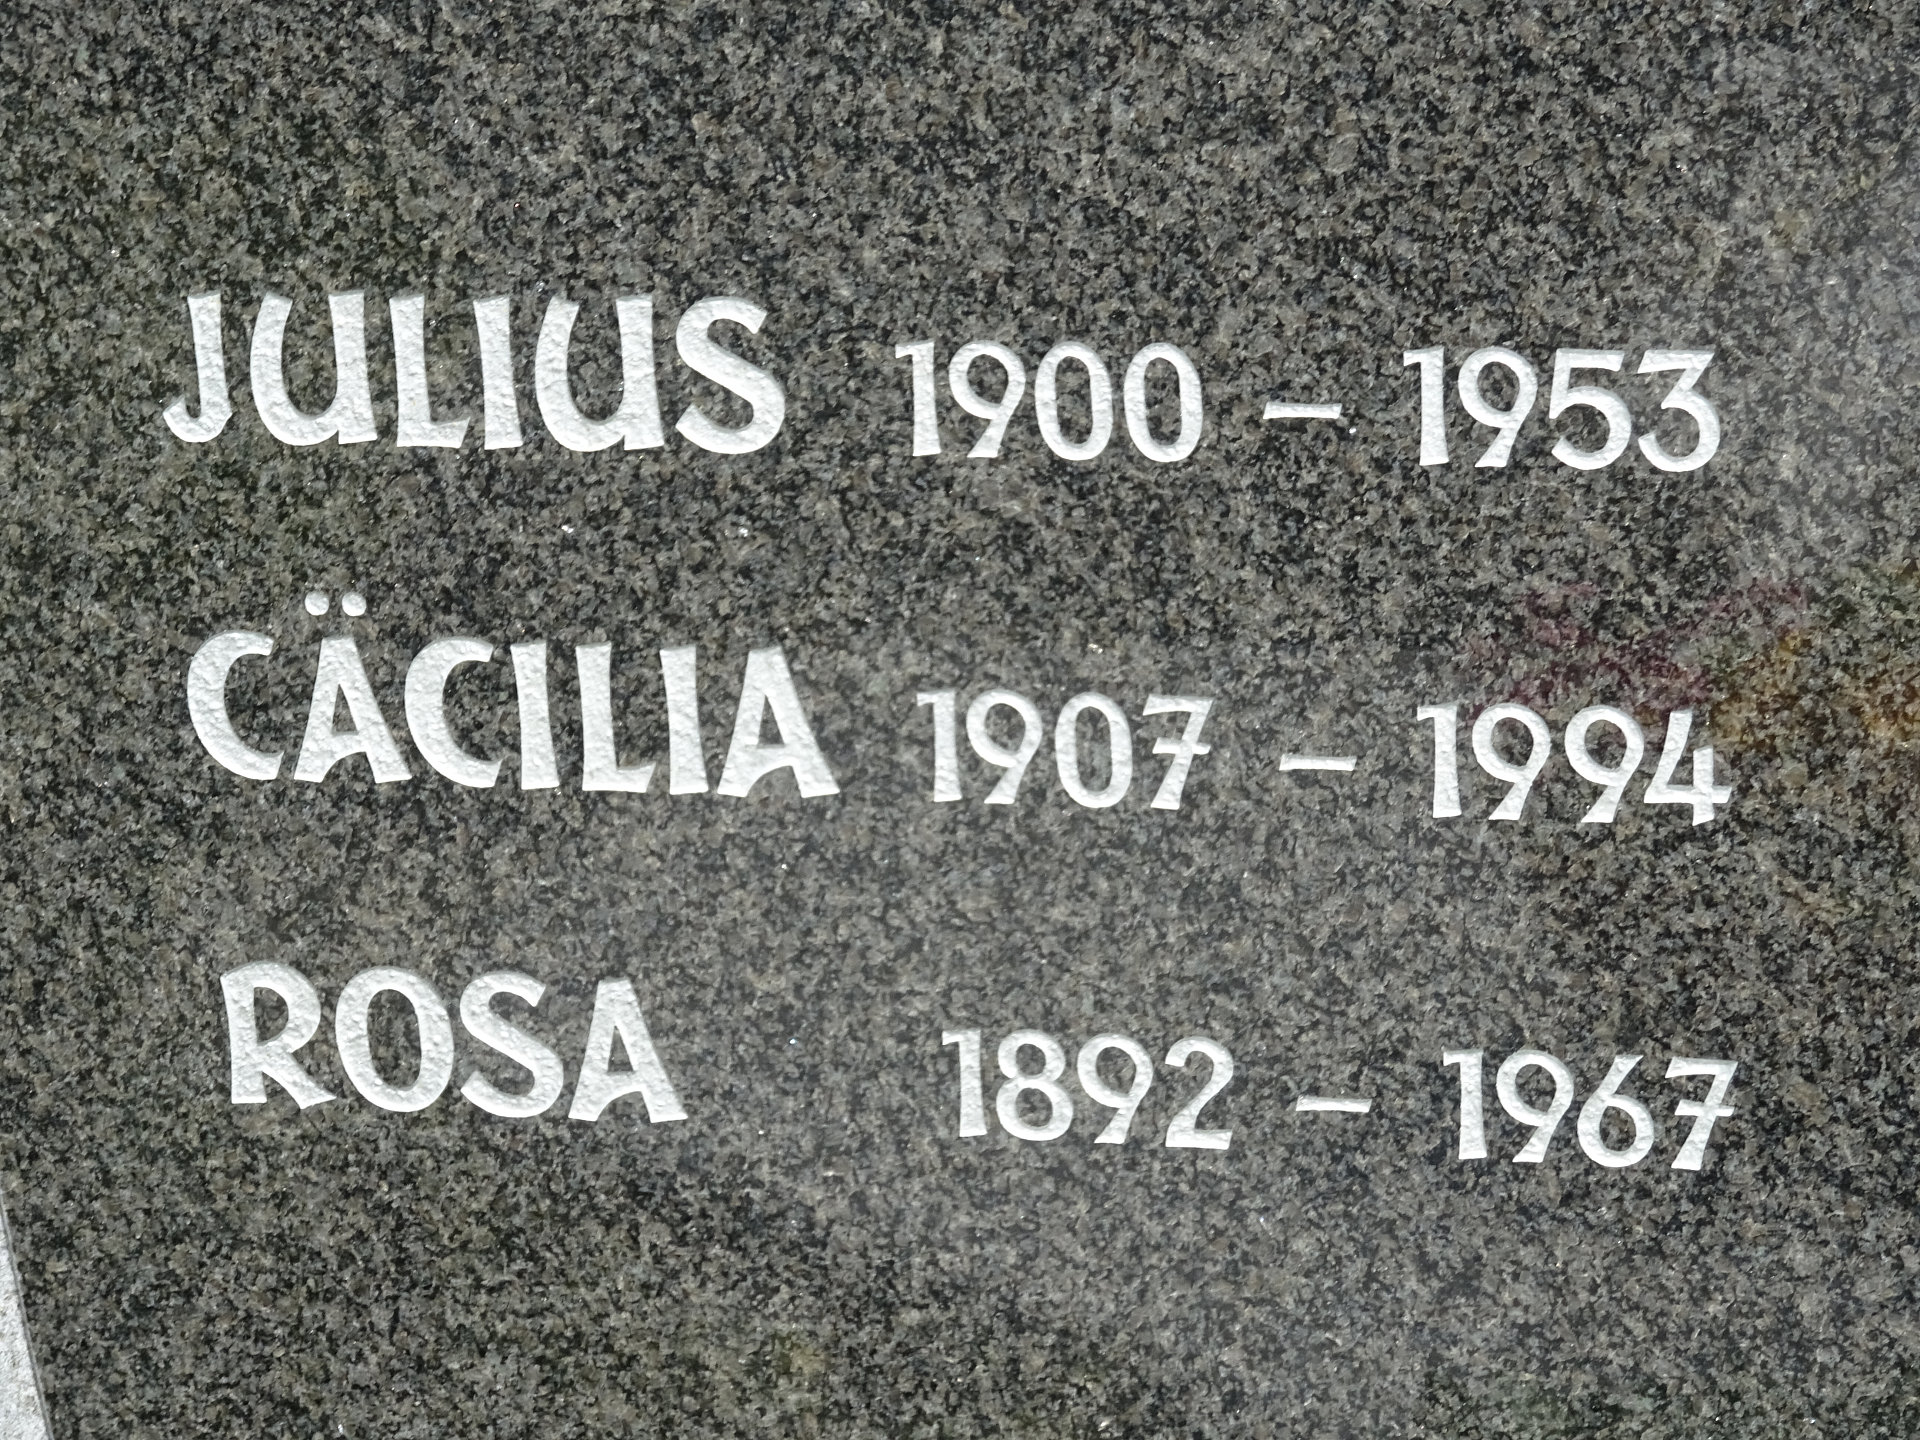 JULIUS 1900 – 1953
CÄCILIA 1907 – 1994
ROSA 1892 – 1967